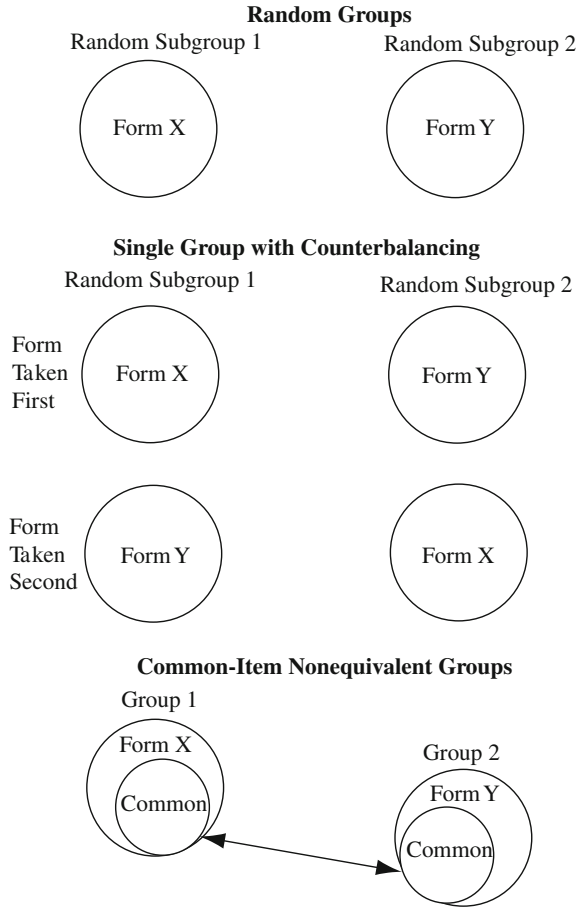 Random Groups
Random Subgroup 1
Random Subgroup 2
Form X
Form Y
Single Group with Counterbalancing
Random Subgroup 1
Random Subgroup 2
Form
Taken
First
Form X
Form Y
Form
Taken
Second
Form Y
Form X
Common-Item Nonequivalent Groups
Group 1
Form X
Common
Group 2
Form Y
Common